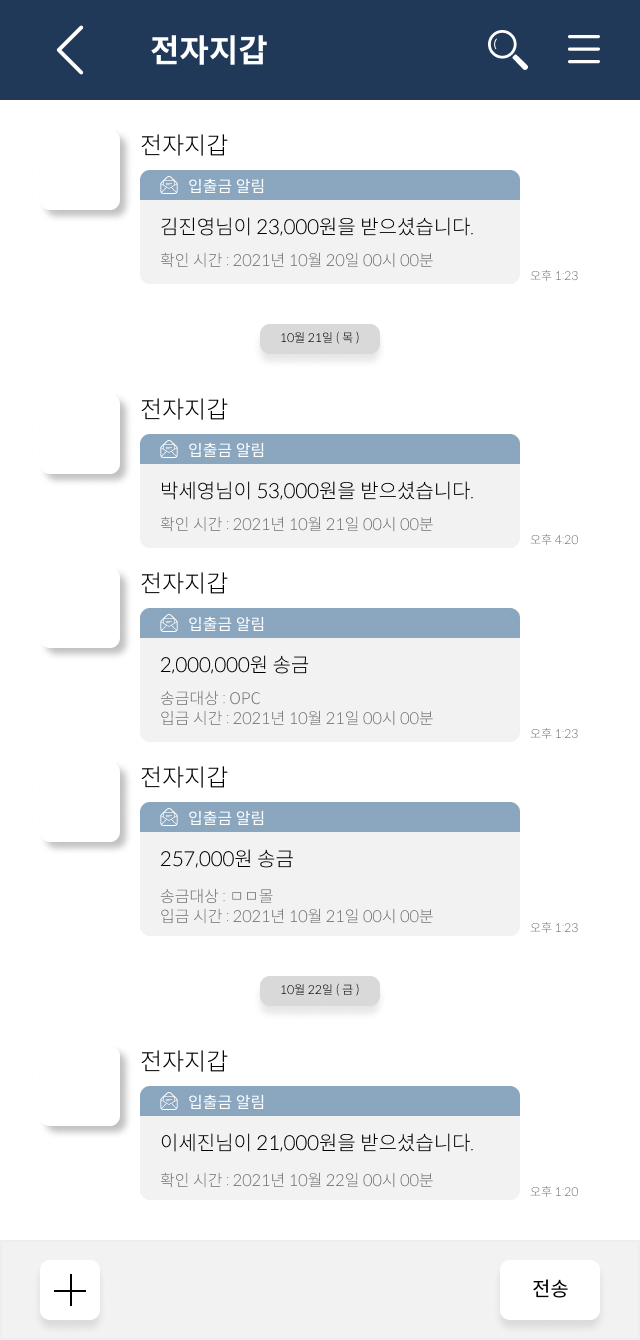 전자지갑
전자지갑
입출금 알림
김진영님이 23,000원을 받으셨습니다.
확인 시간 : 2021년 10월 20일 00시 00분
오후 1:23
10월 21일 ( 목 )
전자지갑
입출금 알림
박세영님이 53,000원을 받으셨습니다.
확인 시간 : 2021년 10월 21일 00시 00분
오후 4:20
전자지갑
입출금 알림
2,000,000원 송금
송금대상 : OPC
입금 시간 : 2021년 10월 21일 00시 00분
오후 1:23
전자지갑
입출금 알림
257,000원 송금
송금대상 : ㅁㅁ몰
입금 시간 : 2021년 10월 21일 00시 00분
오후 1:23
10월 22일 ( 금 )
전자지갑
입출금 알림
이세진님이 21,000원을 받으셨습니다.
확인 시간 : 2021년 10월 22일 00시 00분
오후 1:20
전송